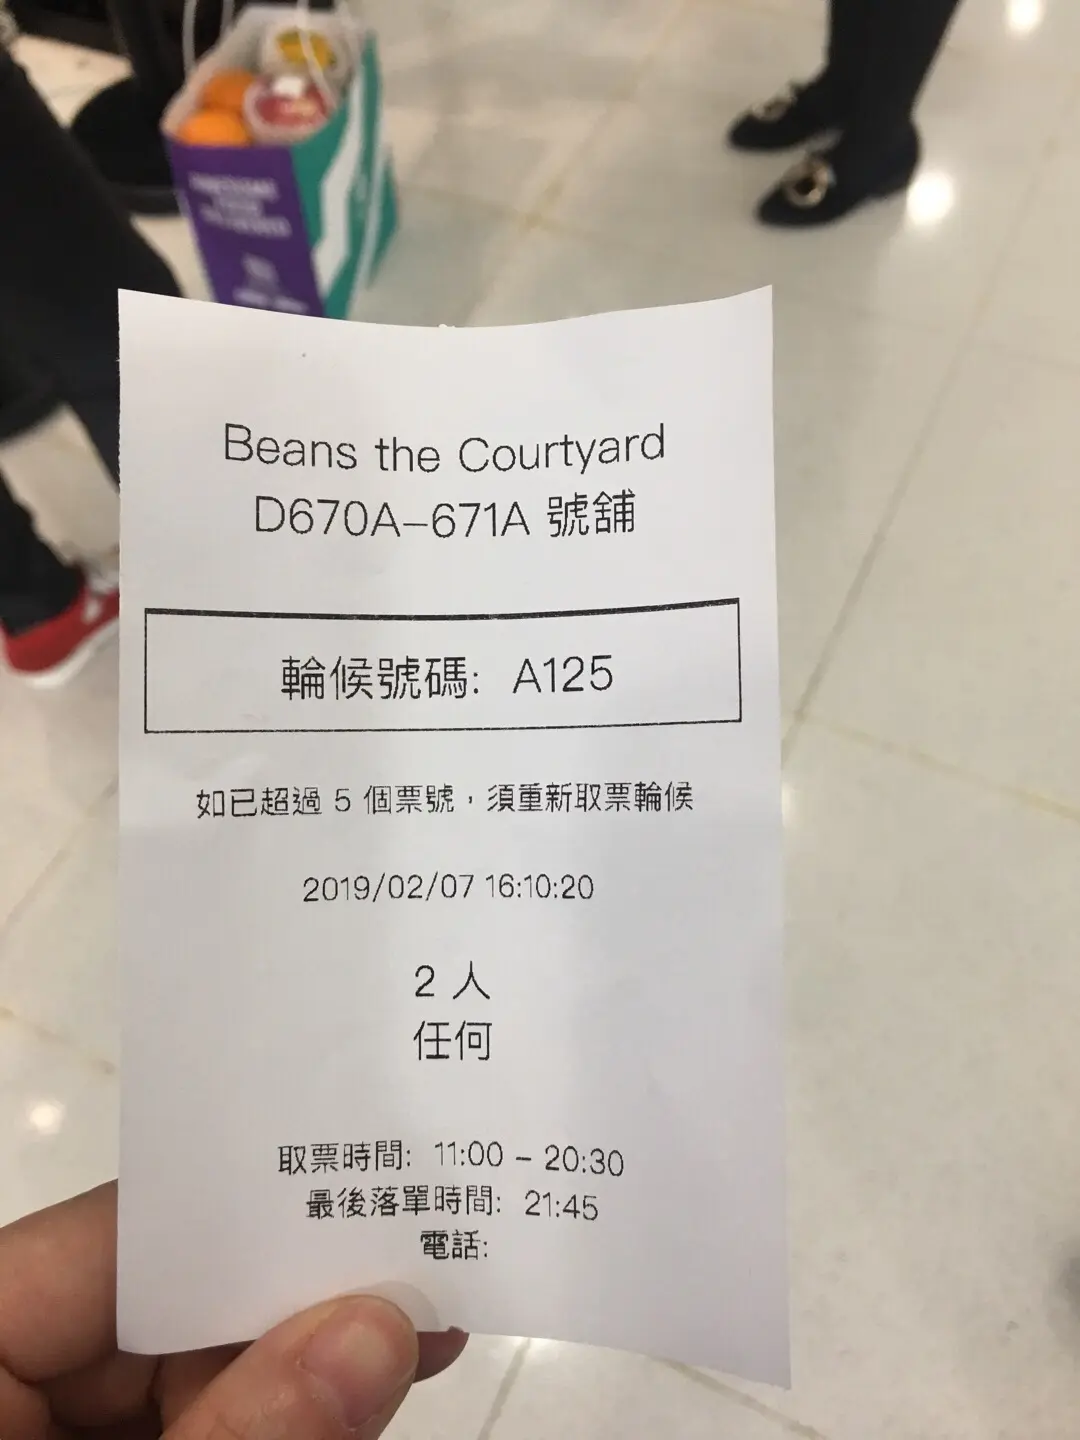 Beans the Courtyard
D670A-671A 號舖
輪候號碼: A125
如已超過 5 個票號，須重新取票輪候
2019/02/07 16:10:20
2 人
任何
取票時間: 11:00 - 20:30
最後落單時間: 21:45
電話: